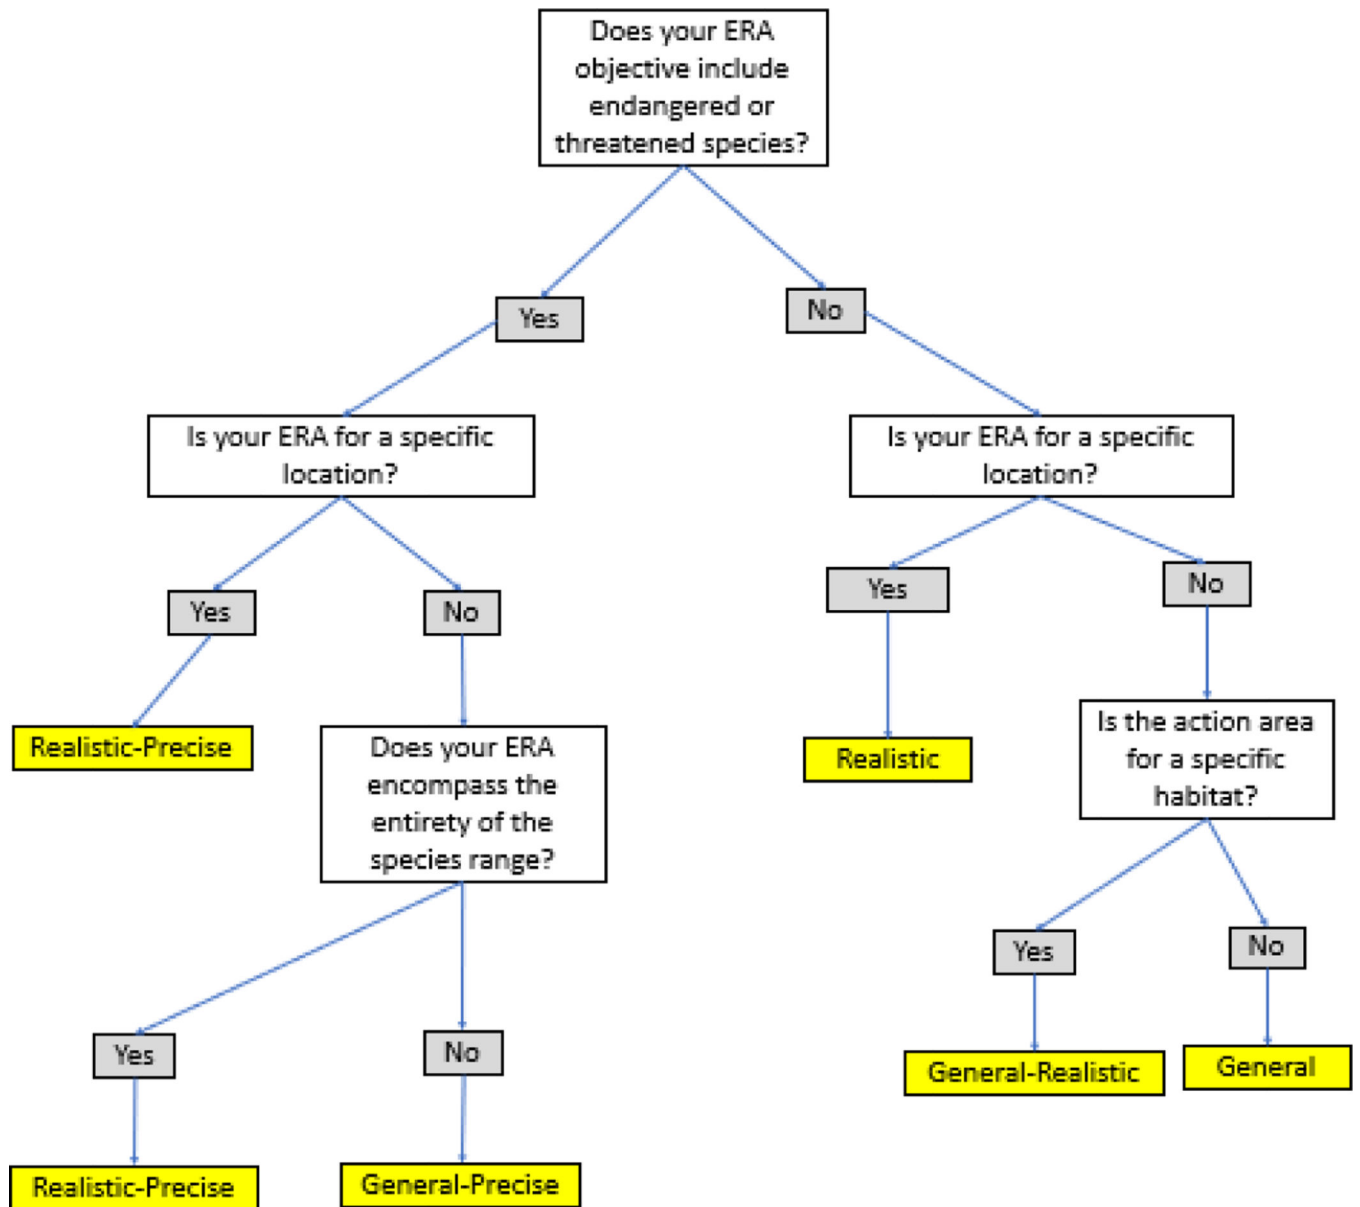 Does your ERA
objective include
endangered or
threatened species?
Yes
No
Is your ERA for a specific
location?
Is your ERA for a specific
location?
Yes
No
Yes
No
Realistic-Precise
Does your ERA
encompass the
entirety of the
species range?
Realistic
Is the action area
for a specific
habitat?
Yes
No
Yes
No
General-Realistic
General
Realistic-Precise
General-Precise